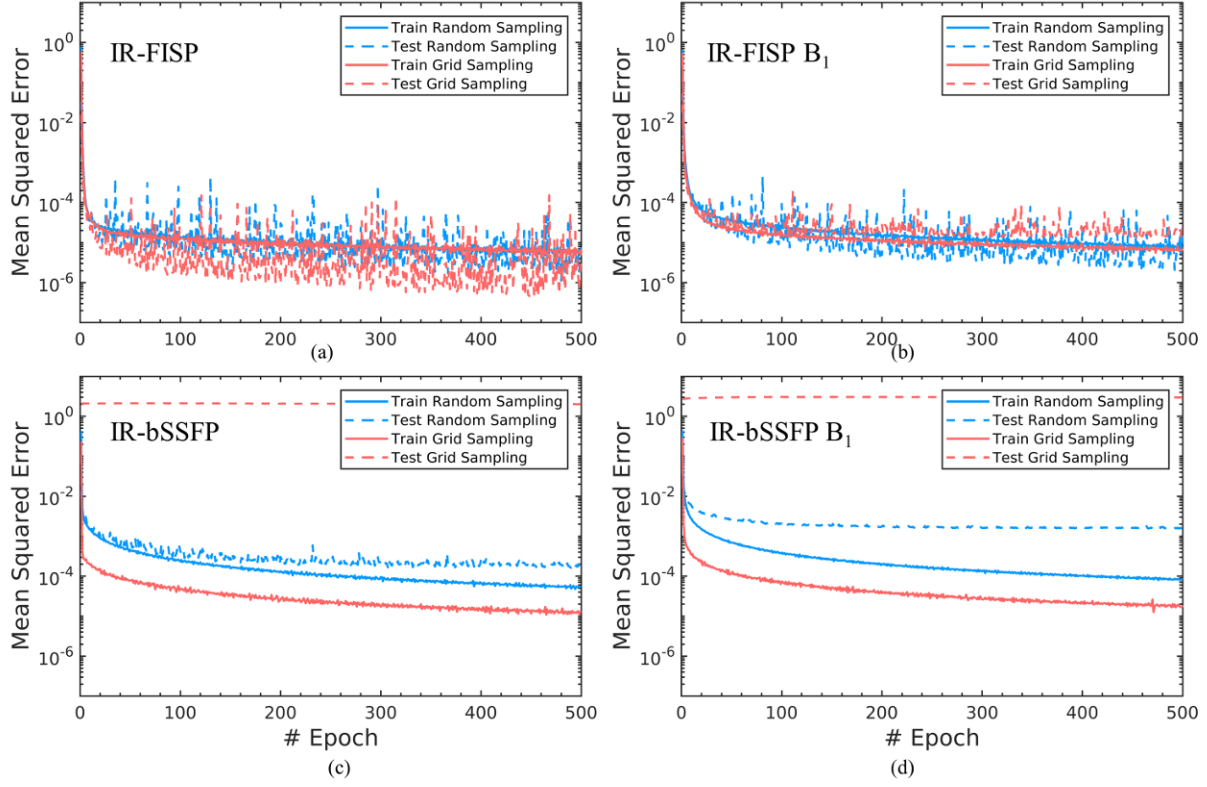 IR-FISP
Train Random Sampling
Test Random Sampling
Train Grid Sampling
Test Grid Sampling
Mean Squared Error
10^0
10^-2
10^-4
10^-6
0 100 200 300 400 500
(a)
IR-FISP B₁
Train Random Sampling
Test Random Sampling
Train Grid Sampling
Test Grid Sampling
Mean Squared Error
10^0
10^-2
10^-4
10^-6
0 100 200 300 400 500
(b)
IR-bSSFP
Train Random Sampling
Test Random Sampling
Train Grid Sampling
Test Grid Sampling
Mean Squared Error
10^0
10^-2
10^-4
10^-6
0 100 200 300 400 500
# Epoch
(c)
IR-bSSFP B₁
Train Random Sampling
Test Random Sampling
Train Grid Sampling
Test Grid Sampling
Mean Squared Error
10^0
10^-2
10^-4
10^-6
0 100 200 300 400 500
# Epoch
(d)